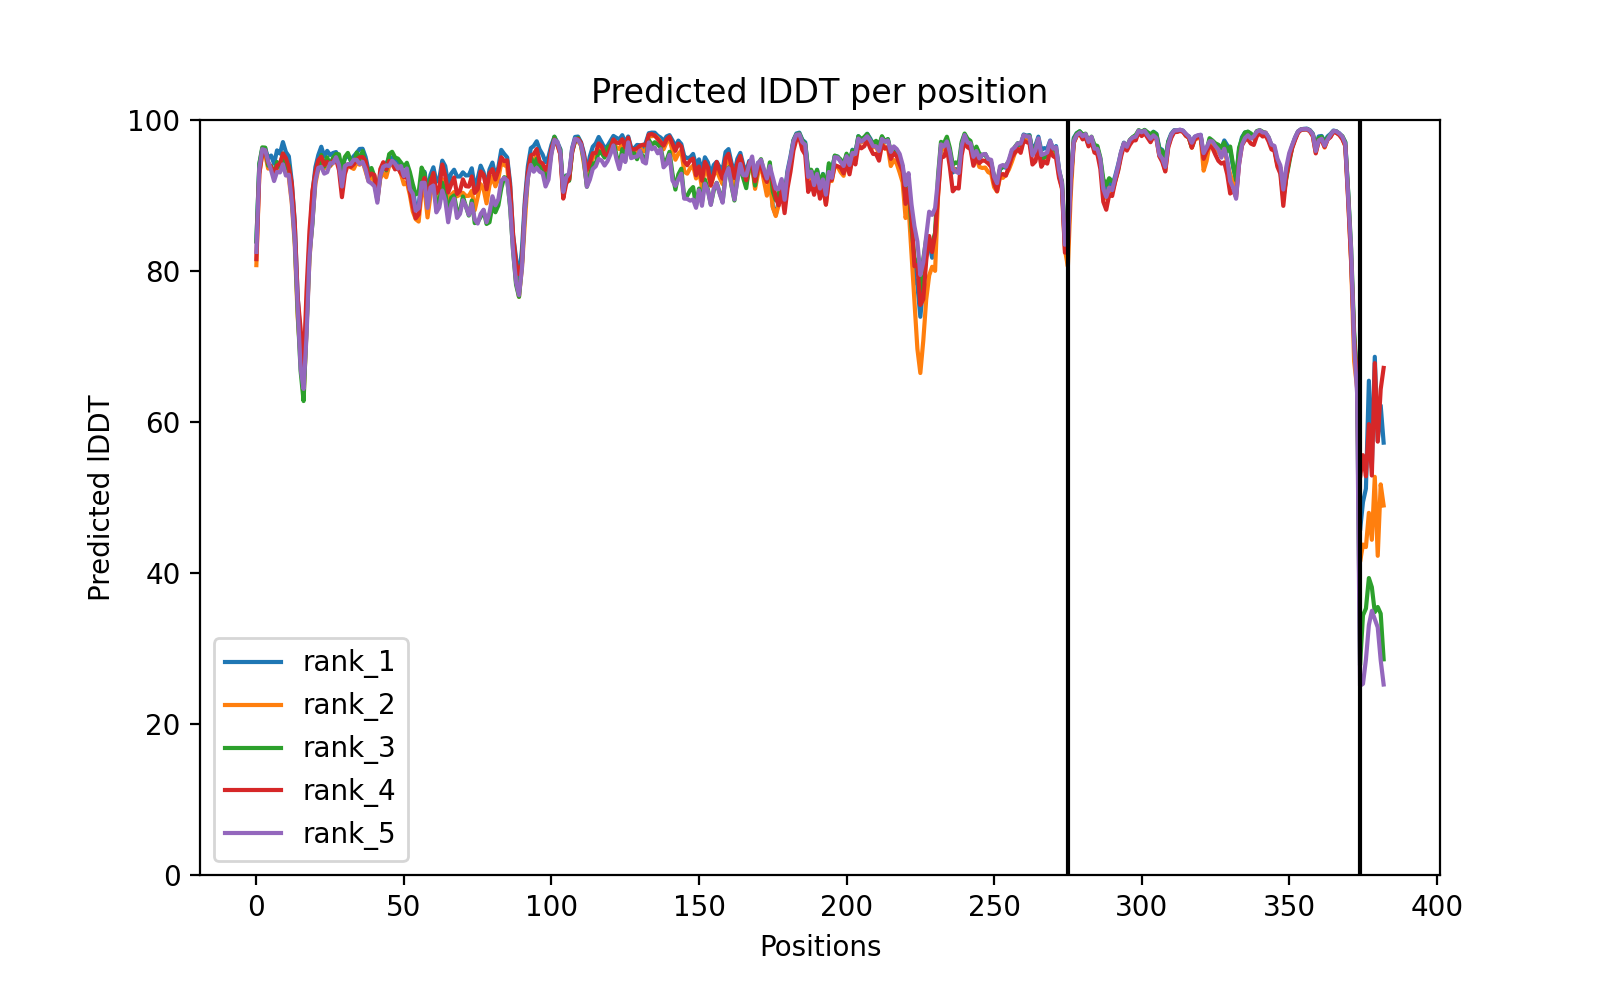 Predicted lDDT per position
100
80
60
40
20
0
Predicted lDDT
rank_1
rank_2
rank_3
rank_4
rank_5
0 50 100 150 200 250 300 350 400
Positions